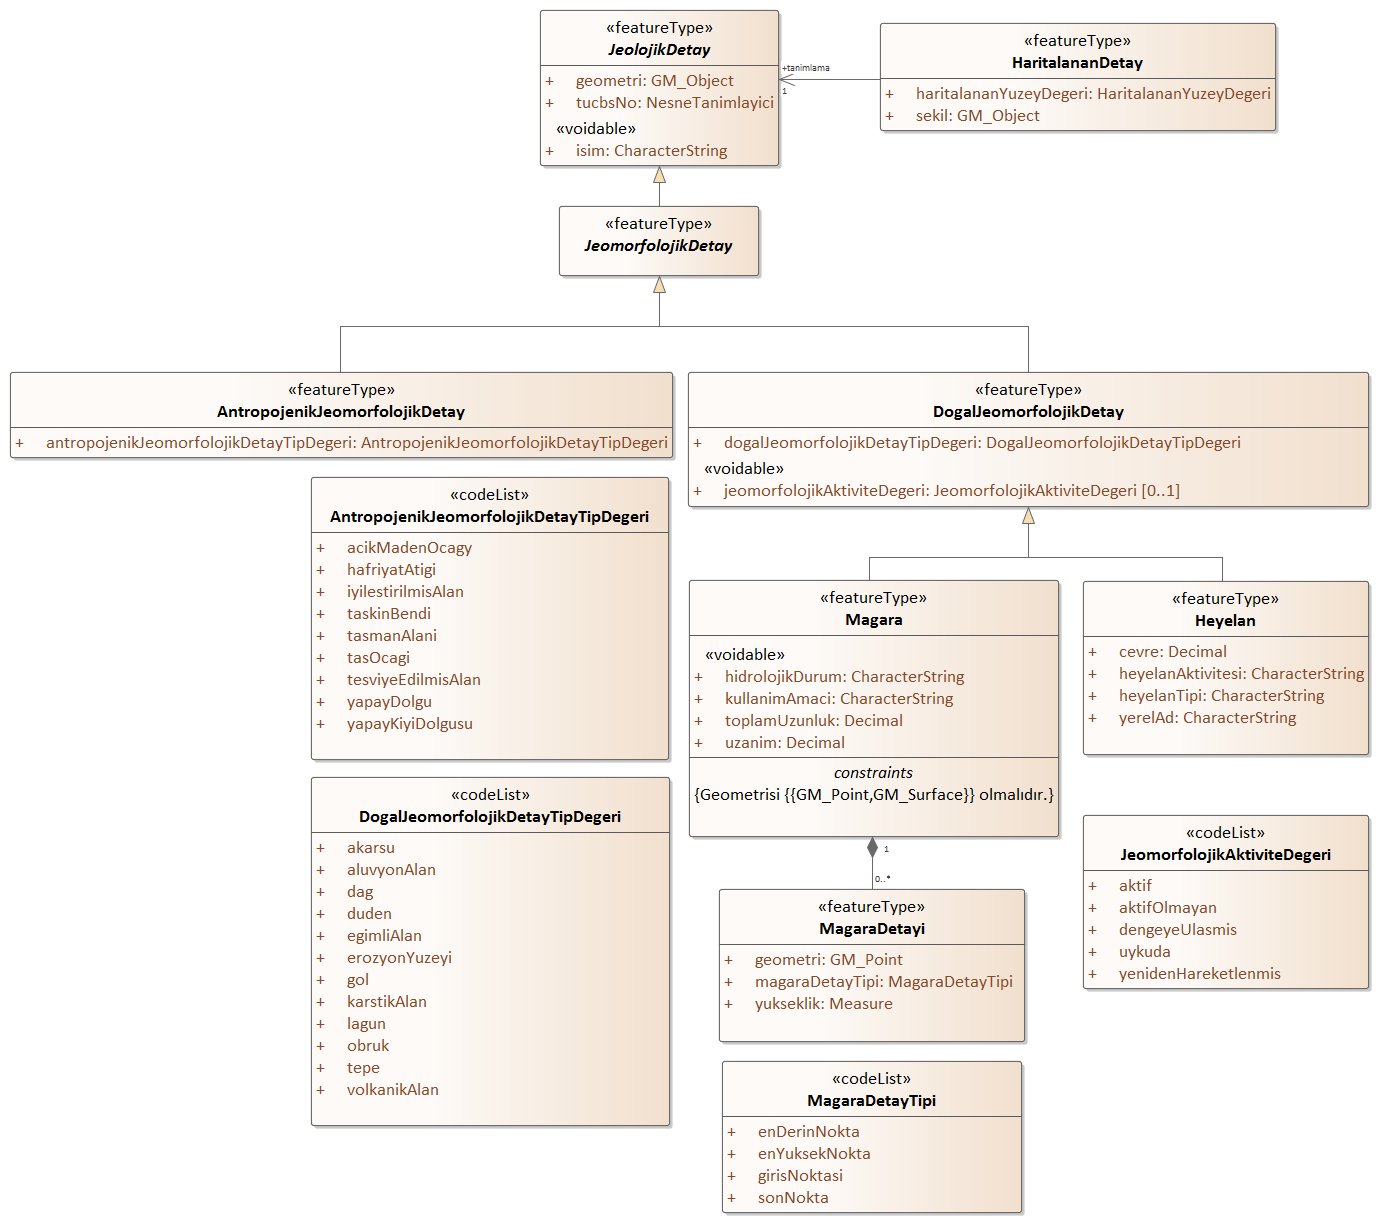 «featureType»
JeolojikDetay
+ geometri: GM_Object
+ tucbsNo: NesneTanimlayici
«voidable»
+ isim: CharacterString
+tanimlama
1
«featureType»
HaritalananDetay
+ haritalananYuzeyDegeri: HaritalananYuzeyDegeri
+ sekil: GM_Object
«featureType»
JeomorfolojikDetay
«featureType»
AntropojenikJeomorfolojikDetay
+ antropojenikJeomorfolojikDetayTipDegeri: AntropojenikJeomorfolojikDetayTipDegeri
«featureType»
DogalJeomorfolojikDetay
+ dogalJeomorfolojikDetayTipDegeri: DogalJeomorfolojikDetayTipDegeri
«voidable»
+ jeomorfolojikAktiviteDegeri: JeomorfolojikAktiviteDegeri [0..1]
«codeList»
AntropojenikJeomorfolojikDetayTipDegeri
+ acikMadenOcagy
+ hafriyatAtigi
+ iyilestirilmisAlan
+ taskinBendi
+ tasmanAlani
+ tasOcagi
+ tesviyeEdilmisAlan
+ yapayDolgu
+ yapayKiyiDolgusu
«featureType»
Magara
«voidable»
+ hidrolojikDurum: CharacterString
+ kullanimAmaci: CharacterString
+ toplamUzunluk: Decimal
+ uzanim: Decimal
constraints
{Geometrisi {{GM_Point,GM_Surface}} olmalıdır.}
«featureType»
Heyelan
+ cevre: Decimal
+ heyelanAktivitesi: CharacterString
+ heyelanTipi: CharacterString
+ yerelAd: CharacterString
«codeList»
DogalJeomorfolojikDetayTipDegeri
+ akarsu
+ aluvyonAlan
+ dag
+ duden
+ egimliAlan
+ erozyonYuzeyi
+ gol
+ karstikAlan
+ lagun
+ obruk
+ tepe
+ volkanikAlan
1
0..*
«featureType»
MagaraDetayi
+ geometri: GM_Point
+ magaraDetayTipi: MagaraDetayTipi
+ yukseklik: Measure
«codeList»
JeomorfolojikAktiviteDegeri
+ aktif
+ aktifOlmayan
+ dengeyeUlasmis
+ uykuda
+ yenidenHareketlenmis
«codeList»
MagaraDetayTipi
+ enDerinNokta
+ enYuksekNokta
+ girisNoktasi
+ sonNokta